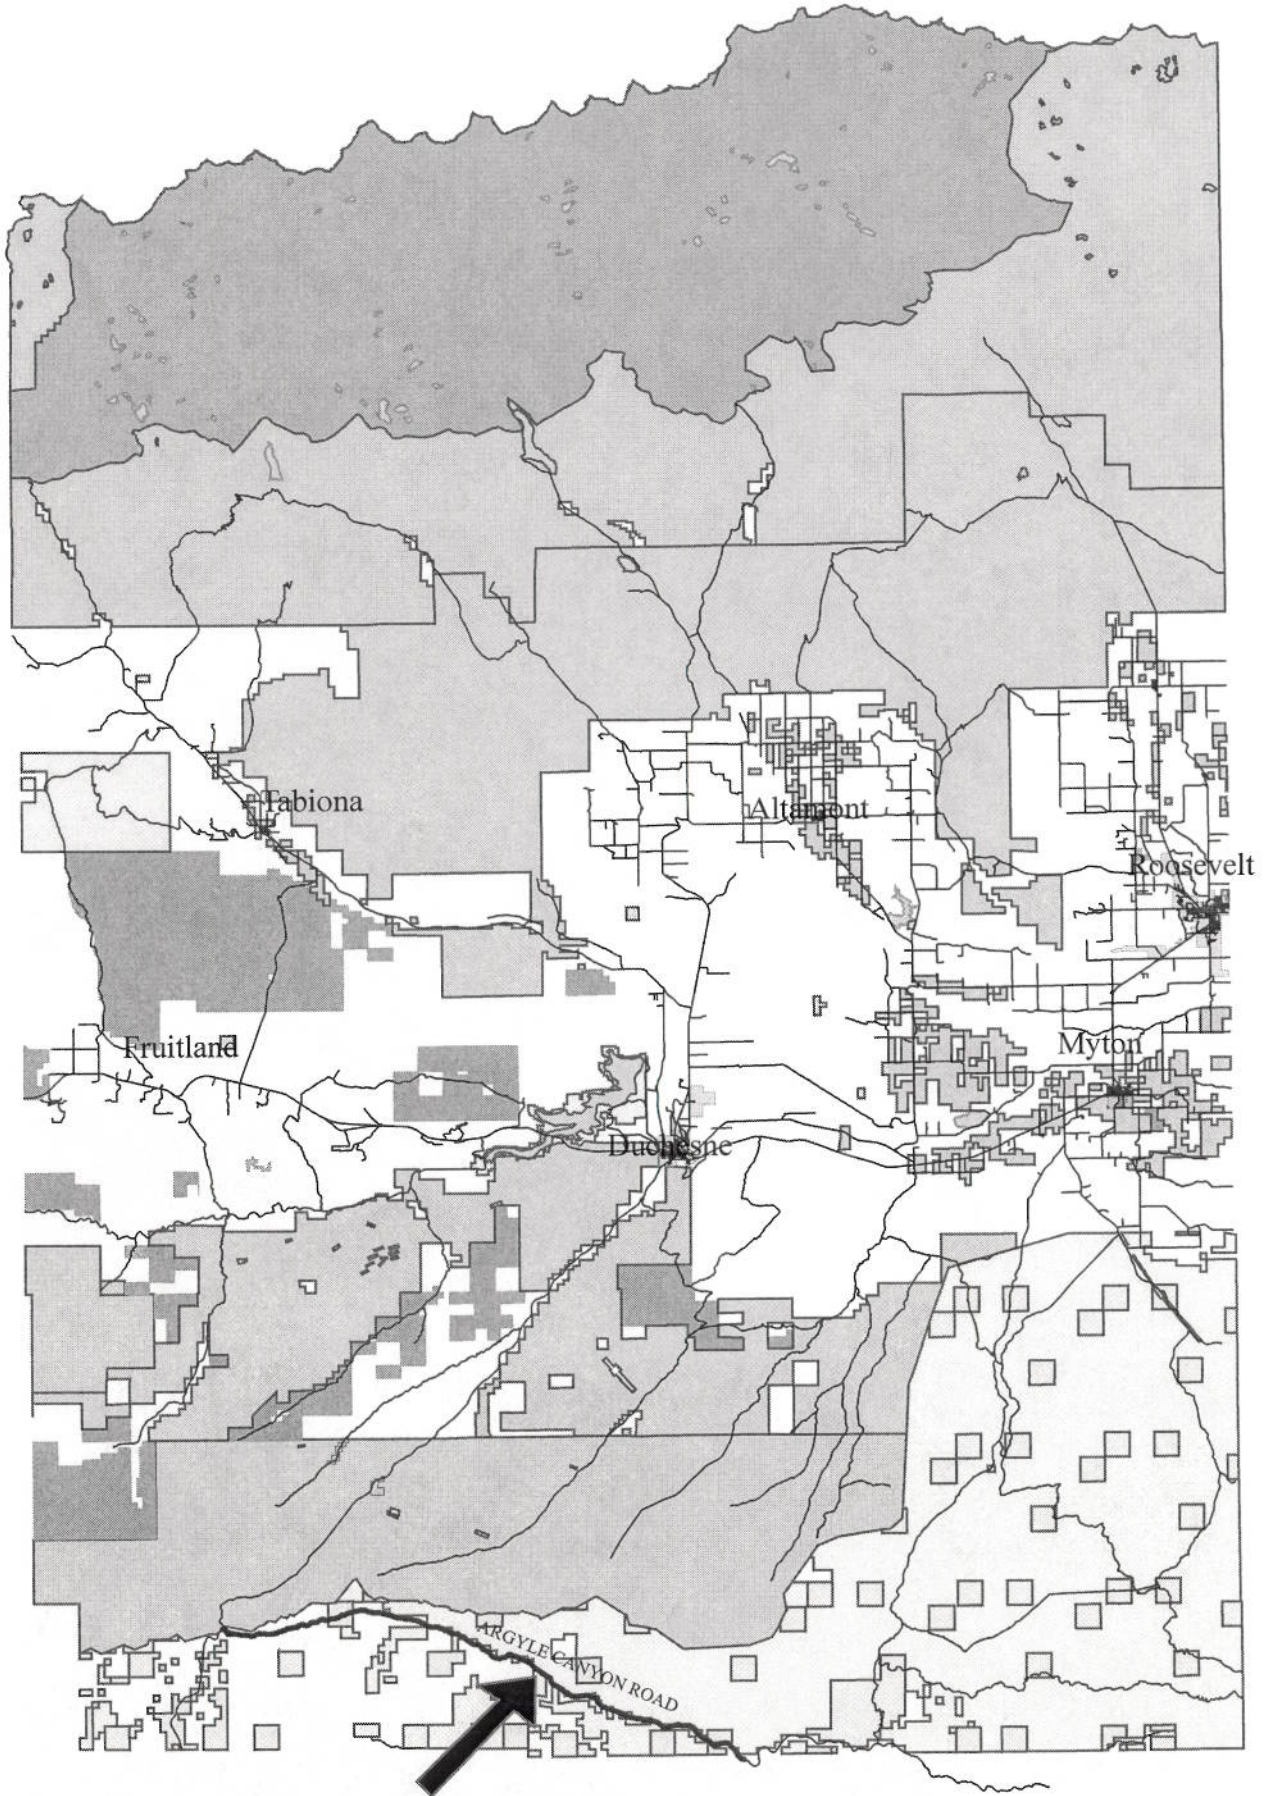 Tabiona
Altamont
Roosevelt
Fruitland
Myton
Duchesne
ARGYLE CANYON ROAD